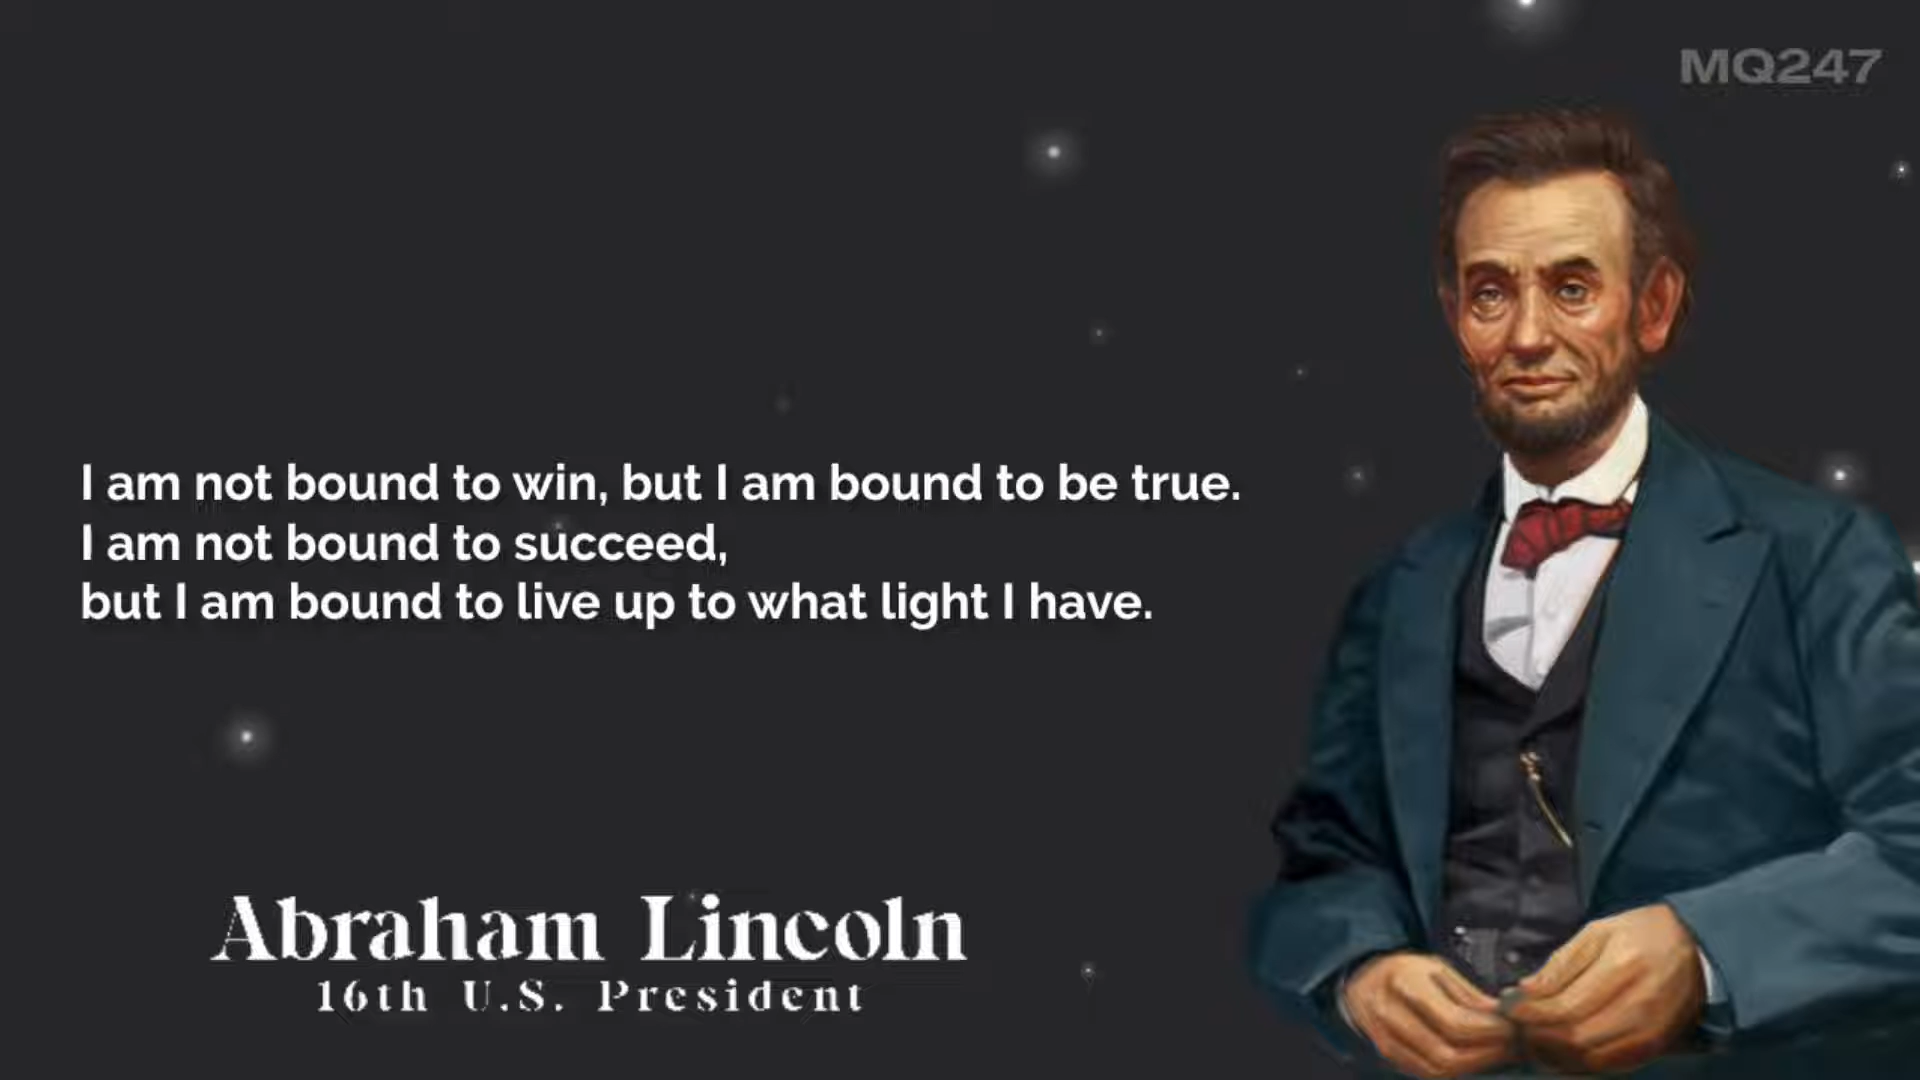 MQ247
I am not bound to win, but I am bound to be true.
I am not bound to succeed,
but I am bound to live up to what light I have.
Abraham Lincoln
16th U.S. President